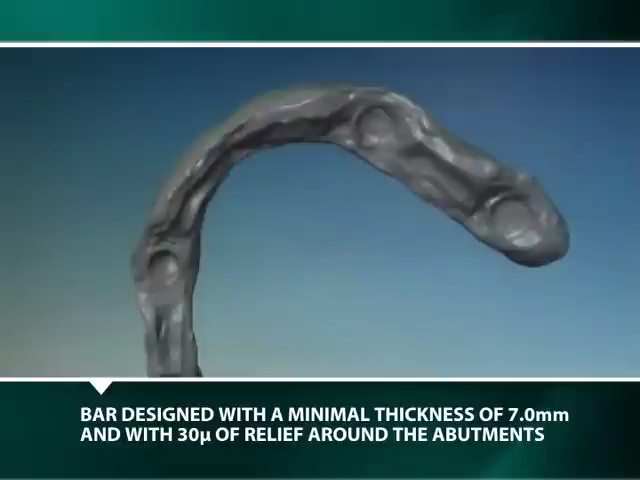 BAR DESIGNED WITH A MINIMAL THICKNESS OF 7.0mm
AND WITH 30µ OF RELIEF AROUND THE ABUTMENTS